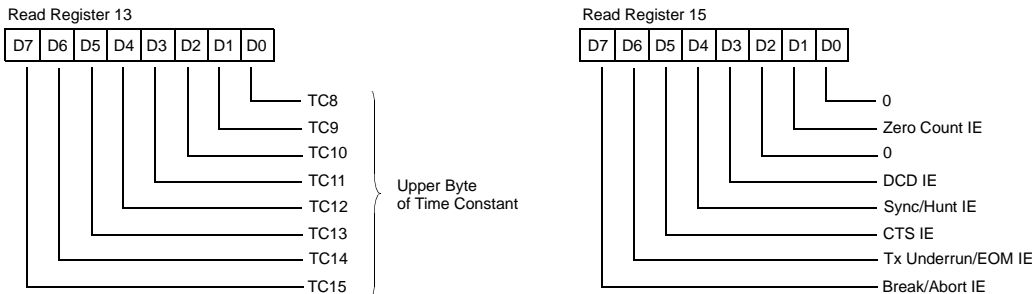 Read Register 13
D7 D6 D5 D4 D3 D2 D1 D0
TC8
TC9
TC10
TC11
TC12
TC13
TC14
TC15
Upper Byte
of Time Constant
Read Register 15
D7 D6 D5 D4 D3 D2 D1 D0
0
Zero Count IE
0
DCD IE
Sync/Hunt IE
CTS IE
Tx Underrun/EOM IE
Break/Abort IE